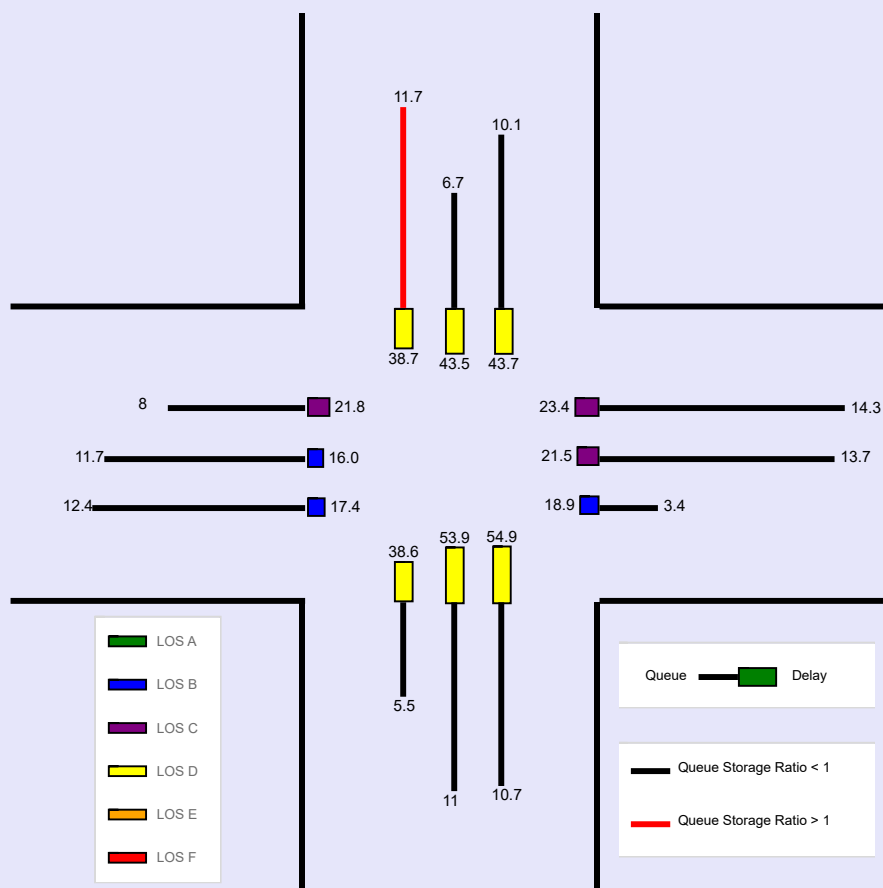 11.7
10.1
6.7
38.7
43.5
43.7
8
21.8
23.4
14.3
11.7
16.0
21.5
13.7
12.4
17.4
18.9
3.4
38.6
53.9
54.9
5.5
11
10.7
LOS A
LOS B
LOS C
LOS D
LOS E
LOS F
Queue Delay
Queue Storage Ratio < 1
Queue Storage Ratio > 1